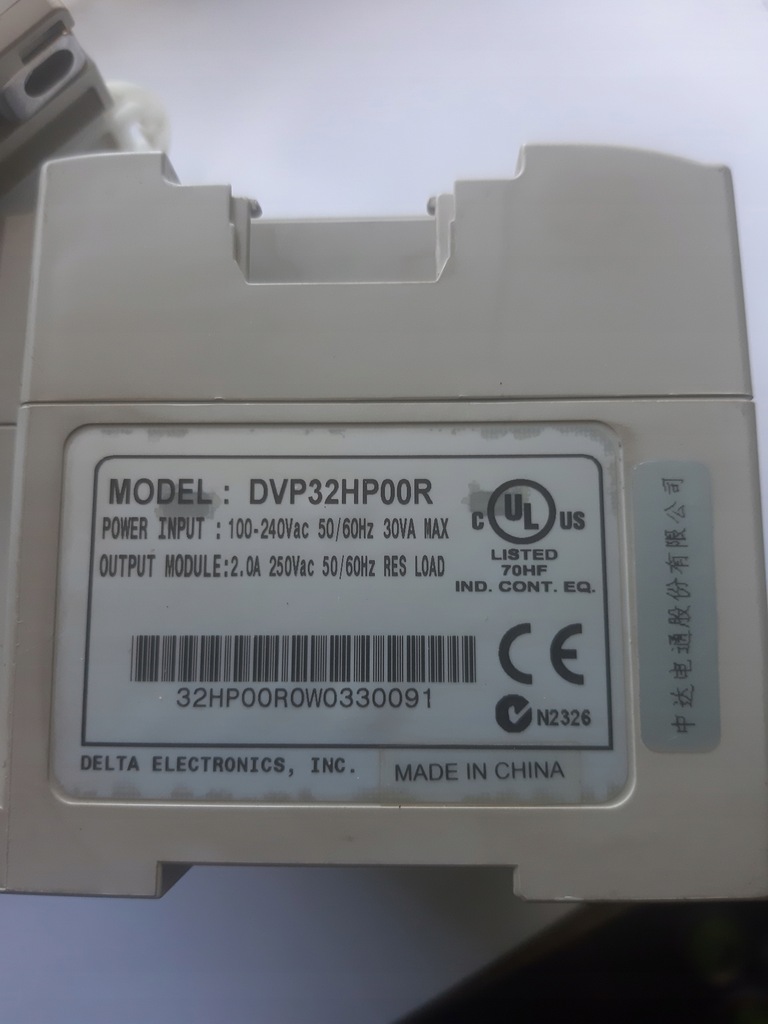 MODEL : DVP32HP00R
POWER INPUT : 100-240Vac 50/60Hz 30VA MAX
OUTPUT MODULE:2.0A 250Vac 50/60Hz RES LOAD
C UL US
LISTED
70HF
IND. CONT. EQ.
32HP00R0W0330091
CE
N2326
DELTA ELECTRONICS, INC.
MADE IN CHINA
中达电通股份有限公司